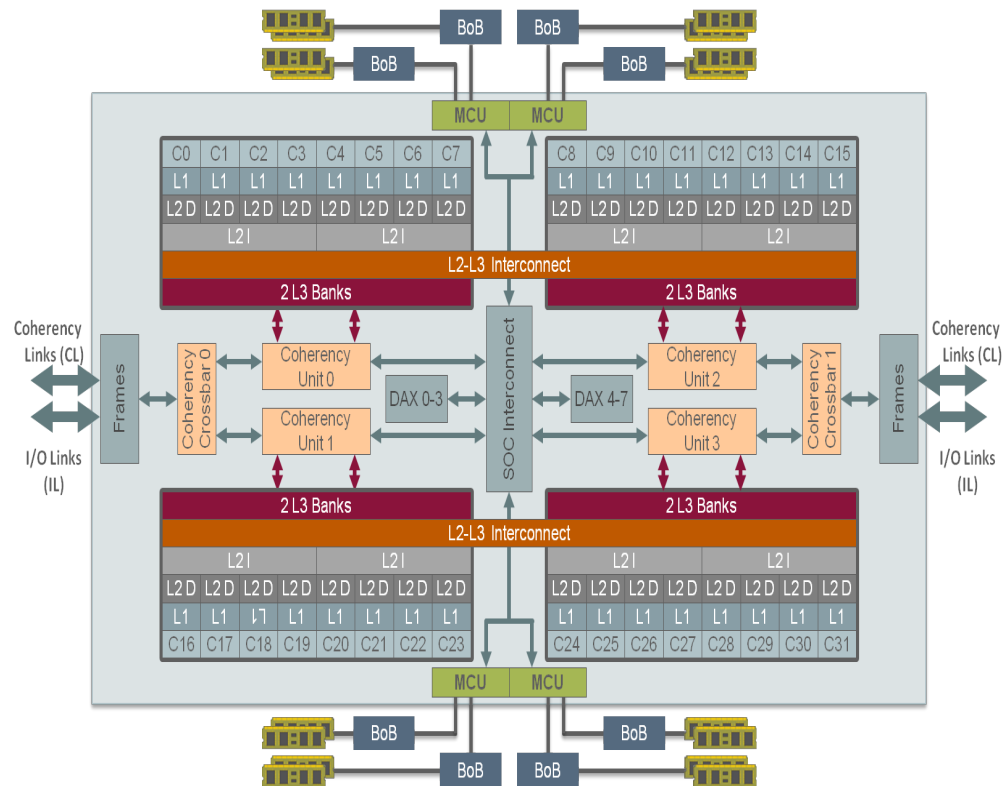 BoB BoB
BoB BoB
MCU MCU
C0 C1 C2 C3 C4 C5 C6 C7 C8 C9 C10 C11 C12 C13 C14 C15
L1 L1 L1 L1 L1 L1 L1 L1 L1 L1 L1 L1 L1 L1 L1 L1
L2 D L2 D L2 D L2 D L2 D L2 D L2 D L2 D L2 D L2 D L2 D L2 D L2 D L2 D L2 D L2 D
L2 I L2 I L2 I L2 I
L2-L3 Interconnect
2 L3 Banks 2 L3 Banks
Coherency
Links (CL)
I/O Links
(IL)
Frames
Coherency
Crossbar 0
Coherency
Unit 0
Coherency
Unit 1
DAX 0-3
SOC Interconnect
DAX 4-7
Coherency
Unit 2
Coherency
Unit 3
Coherency
Crossbar 1
Frames
Coherency
Links (CL)
I/O Links
(IL)
2 L3 Banks 2 L3 Banks
L2-L3 Interconnect
L2 I L2 I L2 I L2 I
L2 D L2 D L2 D L2 D L2 D L2 D L2 D L2 D L2 D L2 D L2 D L2 D L2 D L2 D L2 D L2 D
L1 L1 L1 L1 L1 L1 L1 L1 L1 L1 L1 L1 L1 L1 L1 L1
C16 C17 C18 C19 C20 C21 C22 C23 C24 C25 C26 C27 C28 C29 C30 C31
MCU MCU
BoB BoB
BoB BoB